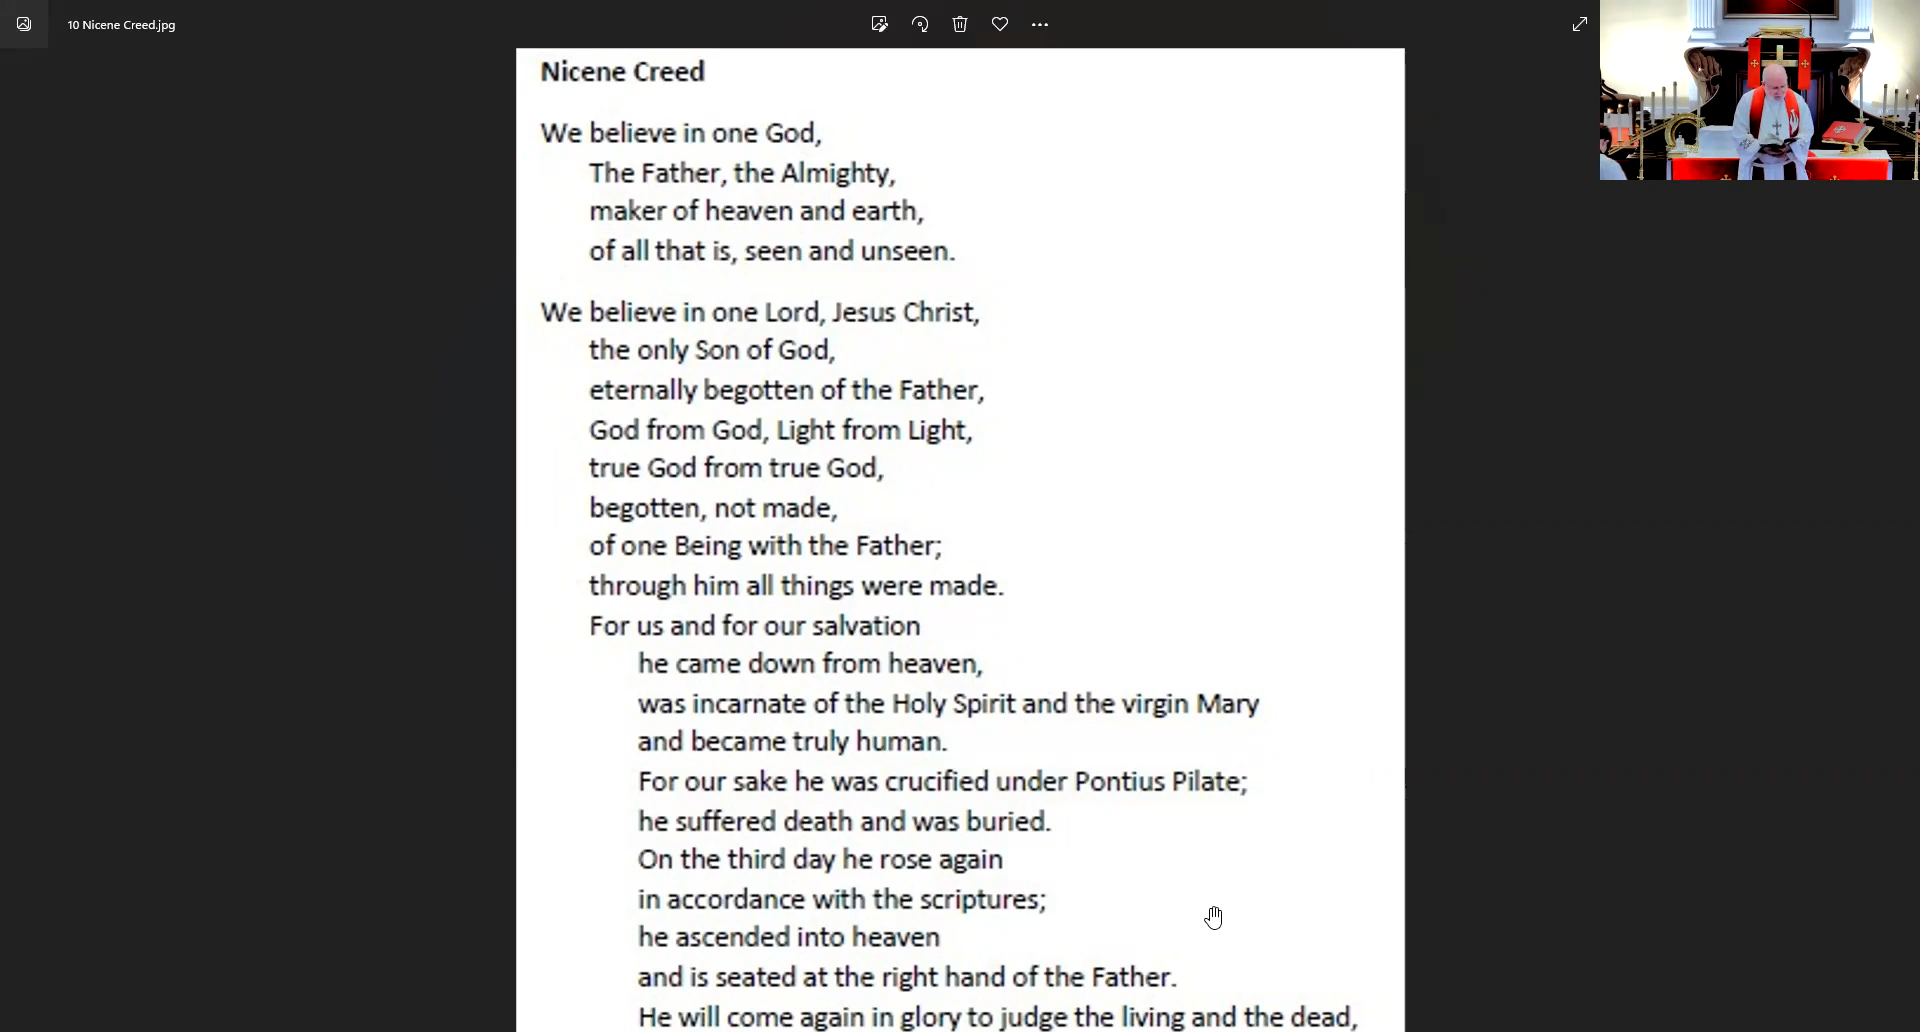 10 Nicene Creed.jpg
Nicene Creed
We believe in one God,
The Father, the Almighty,
maker of heaven and earth,
of all that is, seen and unseen.
We believe in one Lord, Jesus Christ,
the only Son of God,
eternally begotten of the Father,
God from God, Light from Light,
true God from true God,
begotten, not made,
of one Being with the Father;
through him all things were made.
For us and for our salvation
he came down from heaven,
was incarnate of the Holy Spirit and the virgin Mary
and became truly human.
For our sake he was crucified under Pontius Pilate;
he suffered death and was buried.
On the third day he rose again
in accordance with the scriptures;
he ascended into heaven
and is seated at the right hand of the Father.
He will come again in glory to judge the living and the dead,